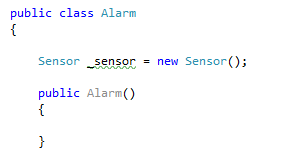 public class Alarm
{
Sensor _sensor = new Sensor();
public Alarm()
{
}